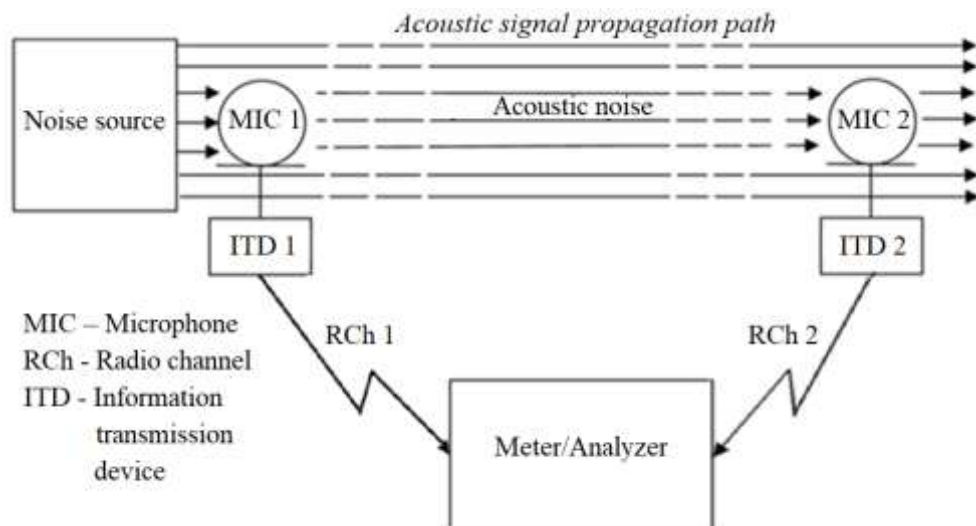 Acoustic signal propagation path
Noise source
MIC 1
Acoustic noise
MIC 2
ITD 1
ITD 2
MIC – Microphone
RCh - Radio channel
ITD - Information
transmission
device
RCh 1
RCh 2
Meter/Analyzer